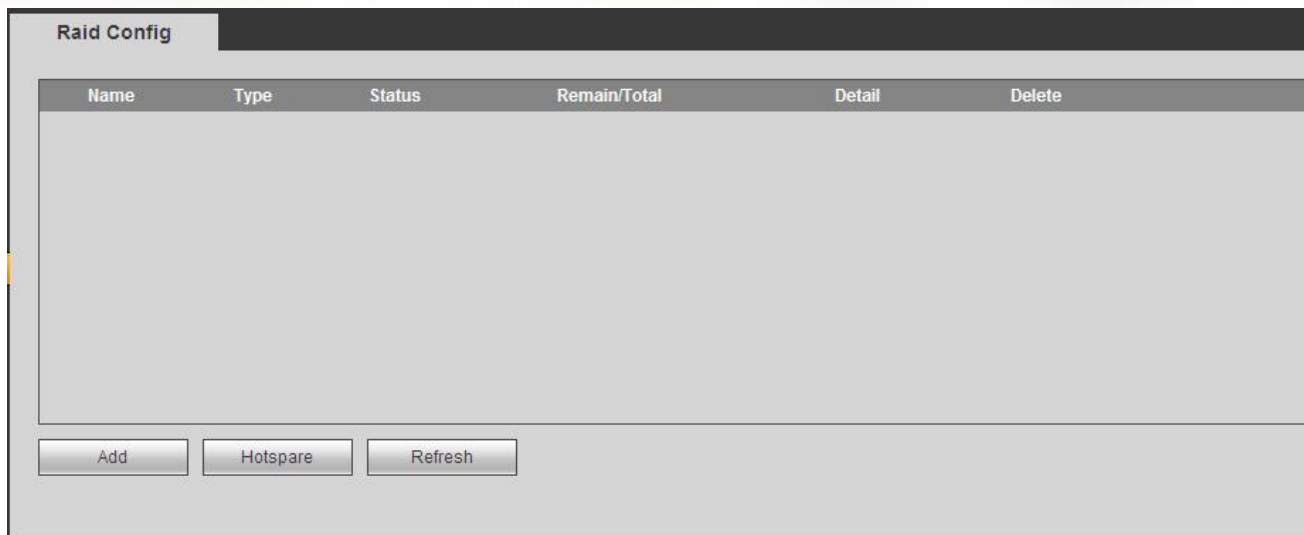 Raid Config
Name Type Status Remain/Total Detail Delete
Add Hotspare Refresh